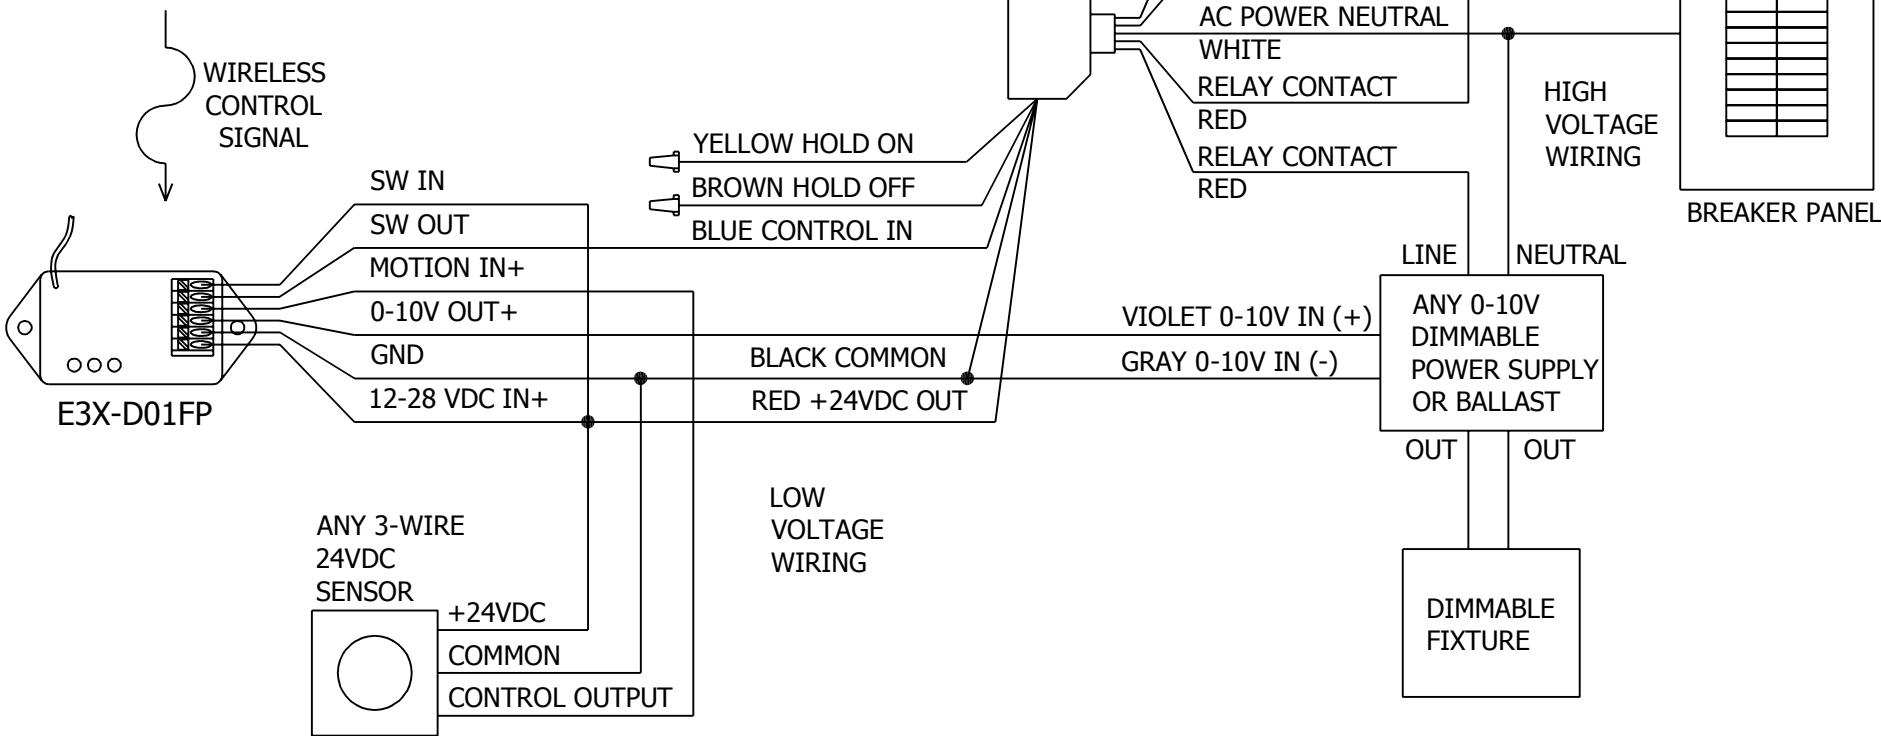 AC POWER NEUTRAL
WHITE
RELAY CONTACT
RED
RELAY CONTACT
RED
HIGH
VOLTAGE
WIRING
BREAKER PANEL
WIRELESS
CONTROL
SIGNAL
YELLOW HOLD ON
BROWN HOLD OFF
BLUE CONTROL IN
SW IN
SW OUT
MOTION IN+
0-10V OUT+
GND
12-28 VDC IN+
E3X-D01FP
BLACK COMMON
RED +24VDC OUT
VIOLET 0-10V IN (+)
GRAY 0-10V IN (-)
LINE
NEUTRAL
ANY 0-10V
DIMMABLE
POWER SUPPLY
OR BALLAST
OUT
OUT
LOW
VOLTAGE
WIRING
ANY 3-WIRE
24VDC
SENSOR
+24VDC
COMMON
CONTROL OUTPUT
DIMMABLE
FIXTURE